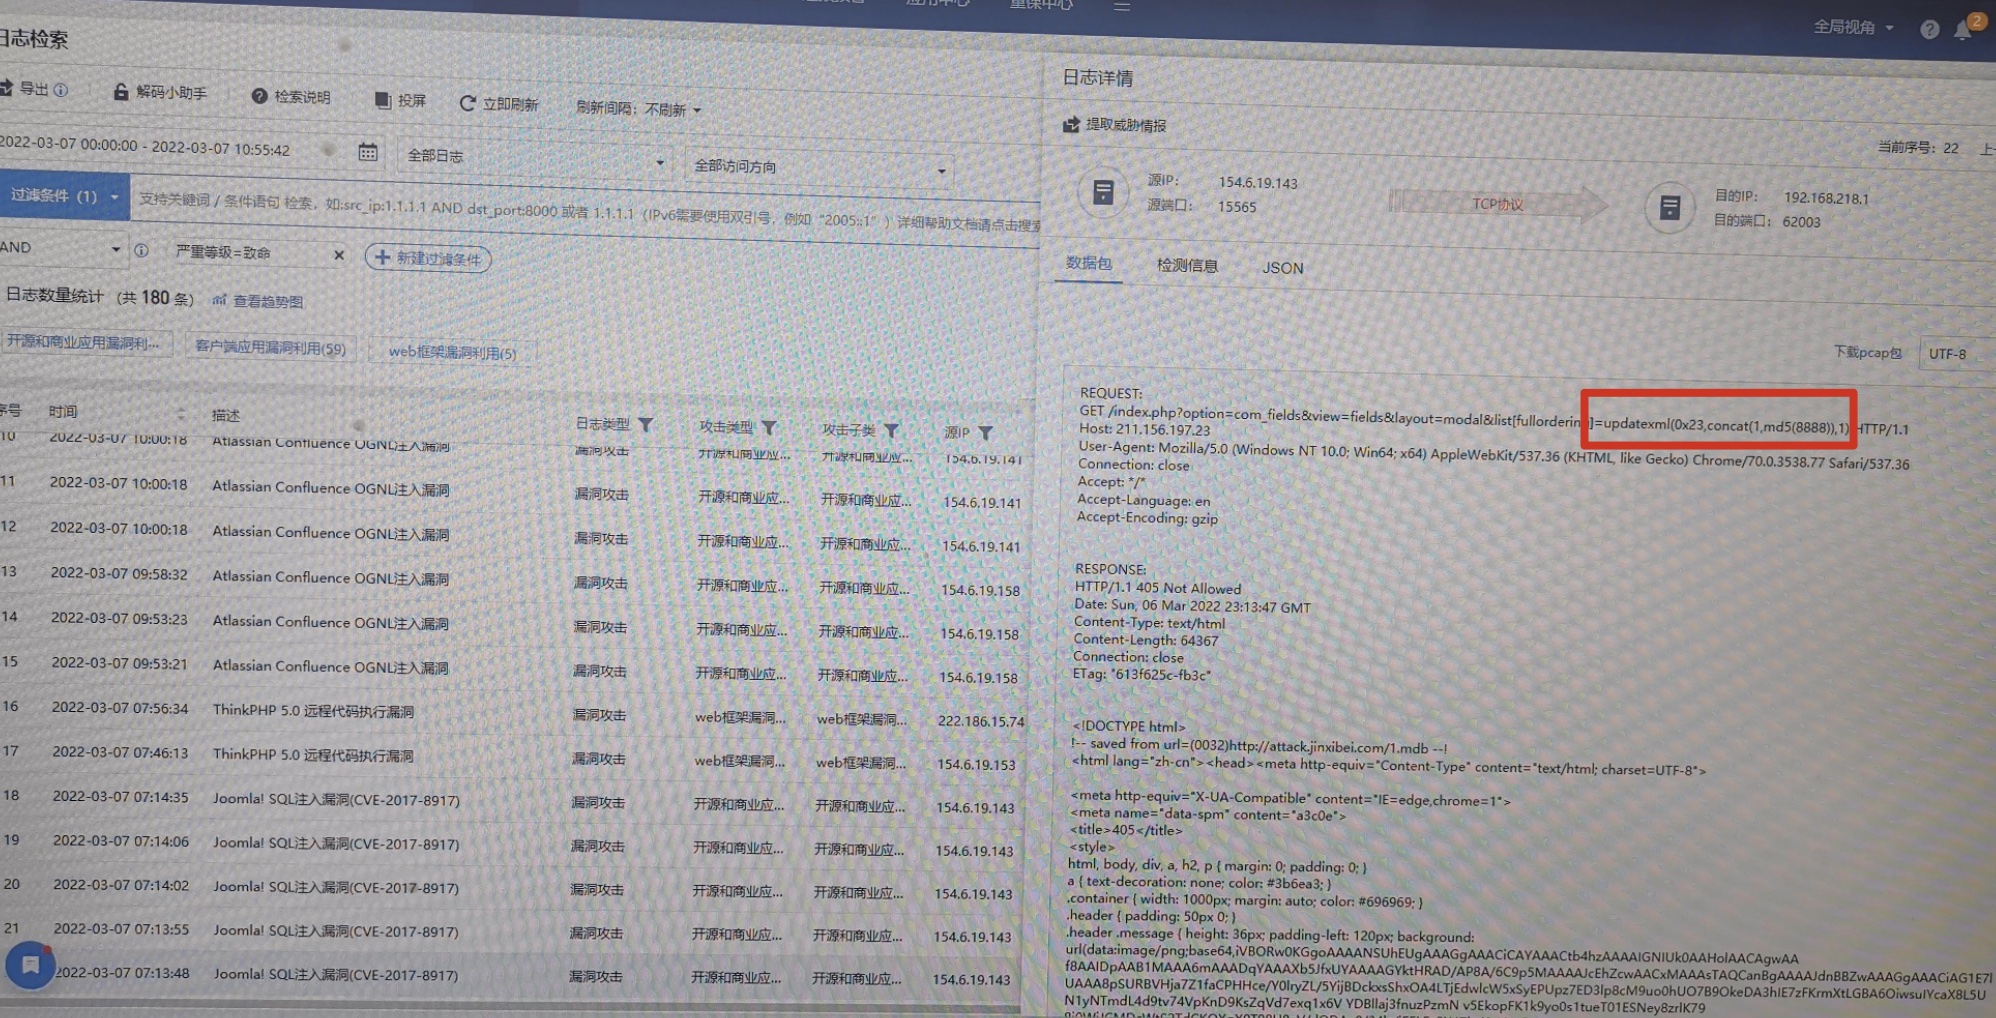 应用中心
重保中心
全局视角
2
日志检索
导出
解码小助手
检索说明
投屏
立即刷新
刷新间隔：不刷新
2022-03-07 00:00:00 - 2022-03-07 10:55:42
全部日志
全部访问方向
过滤条件（1）
支持关键词 / 条件语句 检索，如:src_ip:1.1.1.1 AND dst_port:8000 或者 1.1.1.1（IPv6需要使用双引号，例如“2005::1”）详细帮助文档请点击搜索
AND
严重等级=致命
新建过滤条件
日志数量统计（共 180 条）
查看趋势图
开源和商业应用漏洞利...
客户端应用漏洞利用(59)
web框架漏洞利用(5)
序号 时间 描述 日志类型 攻击类型 攻击子类 源IP
10 2022-03-07 10:00:18 Atlassian Confluence OGNL注入漏洞 漏洞攻击 开源和商业应... 开源和商业应... 154.6.19.141
11 2022-03-07 10:00:18 Atlassian Confluence OGNL注入漏洞 漏洞攻击 开源和商业应... 开源和商业应... 154.6.19.141
12 2022-03-07 10:00:18 Atlassian Confluence OGNL注入漏洞 漏洞攻击 开源和商业应... 开源和商业应... 154.6.19.141
13 2022-03-07 09:58:32 Atlassian Confluence OGNL注入漏洞 漏洞攻击 开源和商业应... 开源和商业应... 154.6.19.158
14 2022-03-07 09:53:23 Atlassian Confluence OGNL注入漏洞 漏洞攻击 开源和商业应... 开源和商业应... 154.6.19.158
15 2022-03-07 09:53:21 Atlassian Confluence OGNL注入漏洞 漏洞攻击 开源和商业应... 开源和商业应... 154.6.19.158
16 2022-03-07 07:56:34 ThinkPHP 5.0 远程代码执行漏洞 漏洞攻击 web框架漏洞... web框架漏洞... 222.186.15.74
17 2022-03-07 07:46:13 ThinkPHP 5.0 远程代码执行漏洞 漏洞攻击 web框架漏洞... web框架漏洞... 154.6.19.153
18 2022-03-07 07:14:35 Joomla! SQL注入漏洞(CVE-2017-8917) 漏洞攻击 开源和商业应... 开源和商业应... 154.6.19.143
19 2022-03-07 07:14:06 Joomla! SQL注入漏洞(CVE-2017-8917) 漏洞攻击 开源和商业应... 开源和商业应... 154.6.19.143
20 2022-03-07 07:14:02 Joomla! SQL注入漏洞(CVE-2017-8917) 漏洞攻击 开源和商业应... 开源和商业应... 154.6.19.143
21 2022-03-07 07:13:55 Joomla! SQL注入漏洞(CVE-2017-8917) 漏洞攻击 开源和商业应... 开源和商业应... 154.6.19.143
2022-03-07 07:13:48 Joomla! SQL注入漏洞(CVE-2017-8917) 漏洞攻击 开源和商业应... 开源和商业应... 154.6.19.143
日志详情
提取威胁情报
当前序号：22 上一
源IP: 154.6.19.143
源端口: 15565
TCP协议
目的IP: 192.168.218.1
目的端口: 62003
数据包 检测信息 JSON
下载pcap包 UTF-8
REQUEST:
GET /index.php?option=com_fields&view=fields&layout=modal&list[fullorderin ]=updatexml(0x23,concat(1,md5(8888)),1) HTTP/1.1
Host: 211.156.197.23
User-Agent: Mozilla/5.0 (Windows NT 10.0; Win64; x64) AppleWebKit/537.36 (KHTML, like Gecko) Chrome/70.0.3538.77 Safari/537.36
Connection: close
Accept: */*
Accept-Language: en
Accept-Encoding: gzip
RESPONSE:
HTTP/1.1 405 Not Allowed
Date: Sun, 06 Mar 2022 23:13:47 GMT
Content-Type: text/html
Content-Length: 64367
Connection: close
ETag: "613f625c-fb3c"
<!DOCTYPE html>
!-- saved from url=(0032)http://attack.jinxibei.com/1.mdb --!
<html lang="zh-cn"><head><meta http-equiv="Content-Type" content="text/html; charset=UTF-8">
<meta http-equiv="X-UA-Compatible" content="IE=edge,chrome=1">
<meta name="data-spm" content="a3c0e">
<title>405</title>
<style>
html, body, div, a, h2, p { margin: 0; padding: 0; }
a { text-decoration: none; color: #3b6ea3; }
.container { width: 1000px; margin: auto; color: #696969; }
.header { padding: 50px 0; }
.header .message { height: 36px; padding-left: 120px; background: